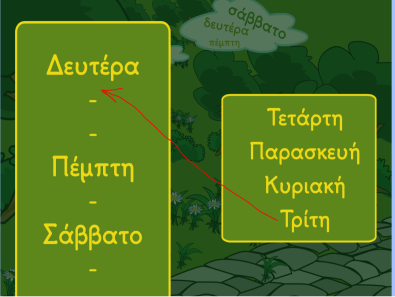 σάββατο
δευτέρα
πέμπτη
Δευτέρα
-
-
Πέμπτη
-
Σάββατο
-
Τετάρτη
Παρασκευή
Κυριακή
Τρίτη